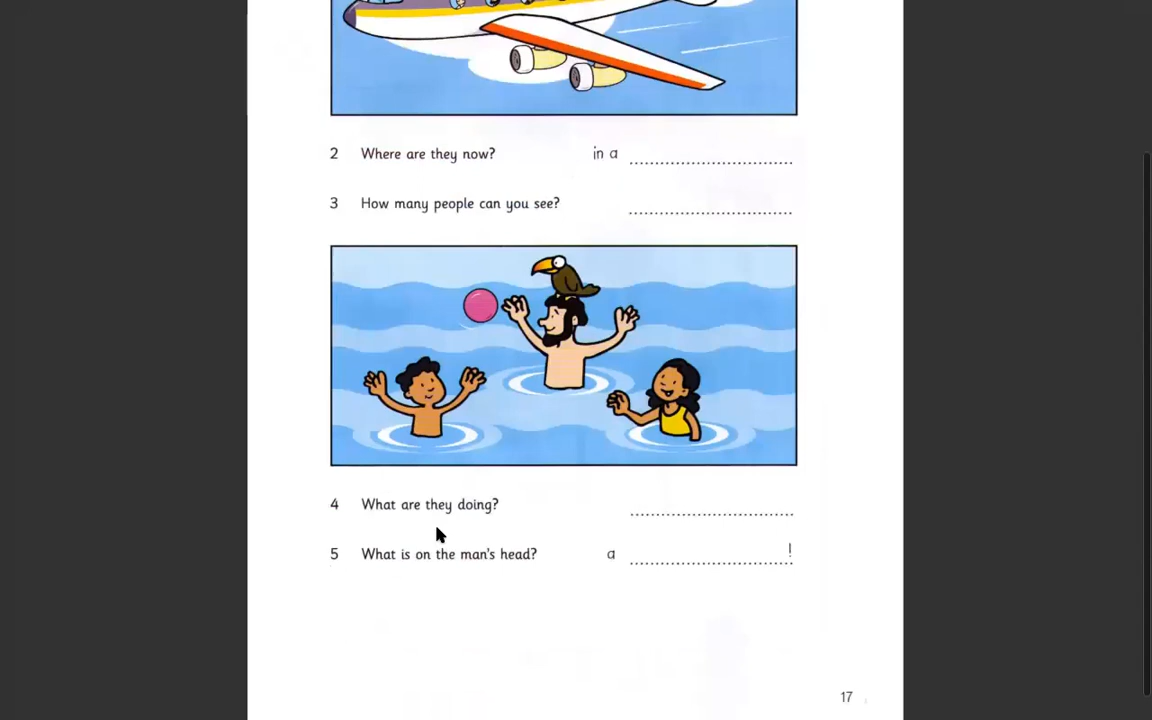 2 Where are they now? in a ........................................
3 How many people can you see? ........................................
4 What are they doing? ........................................
5 What is on the man's head? a ........................................!
17